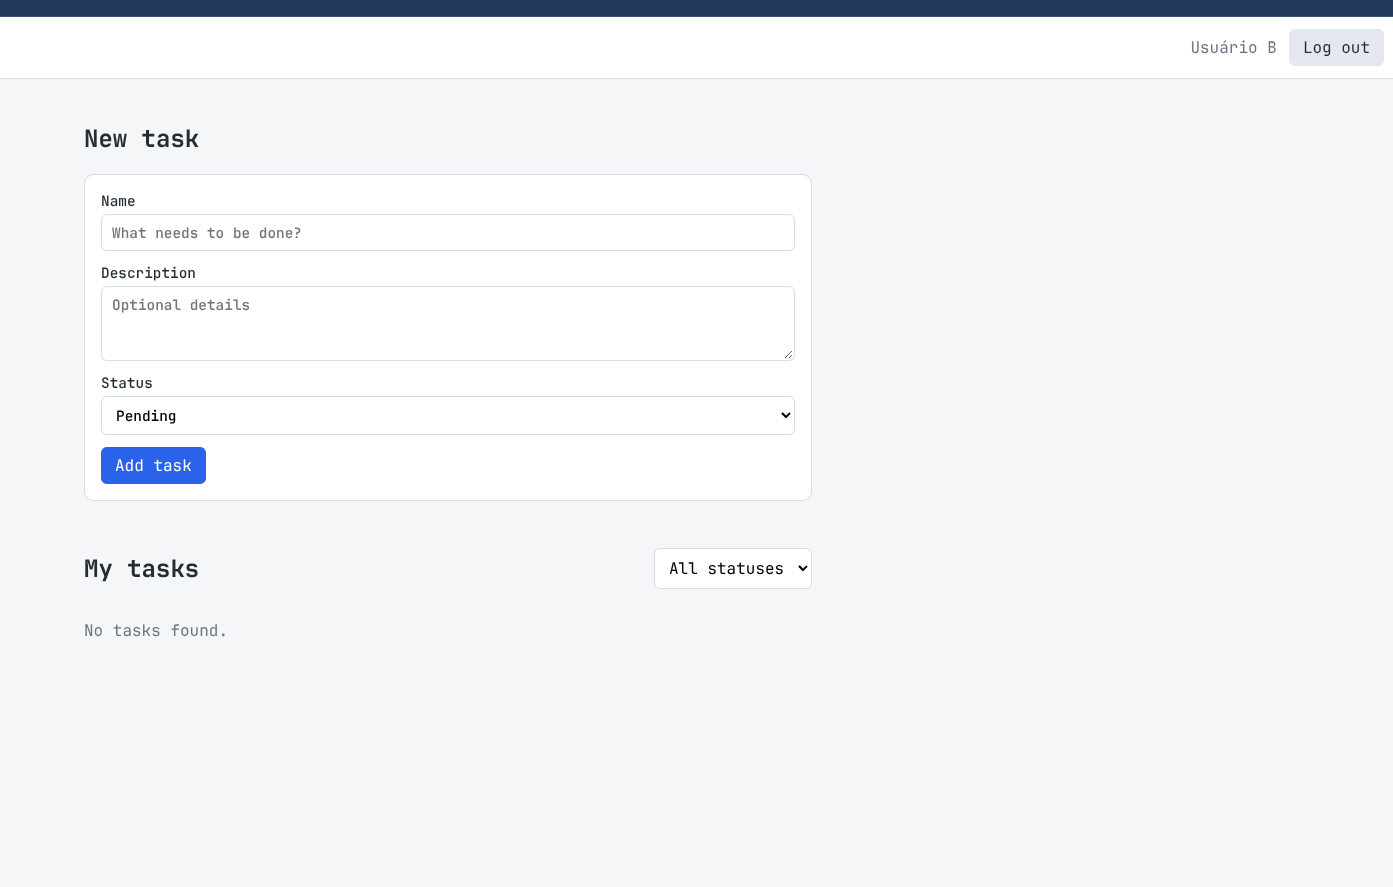 Usuário B Log out
New task
Name
What needs to be done?
Description
Optional details
Status
Pending
Add task
My tasks All statuses
No tasks found.